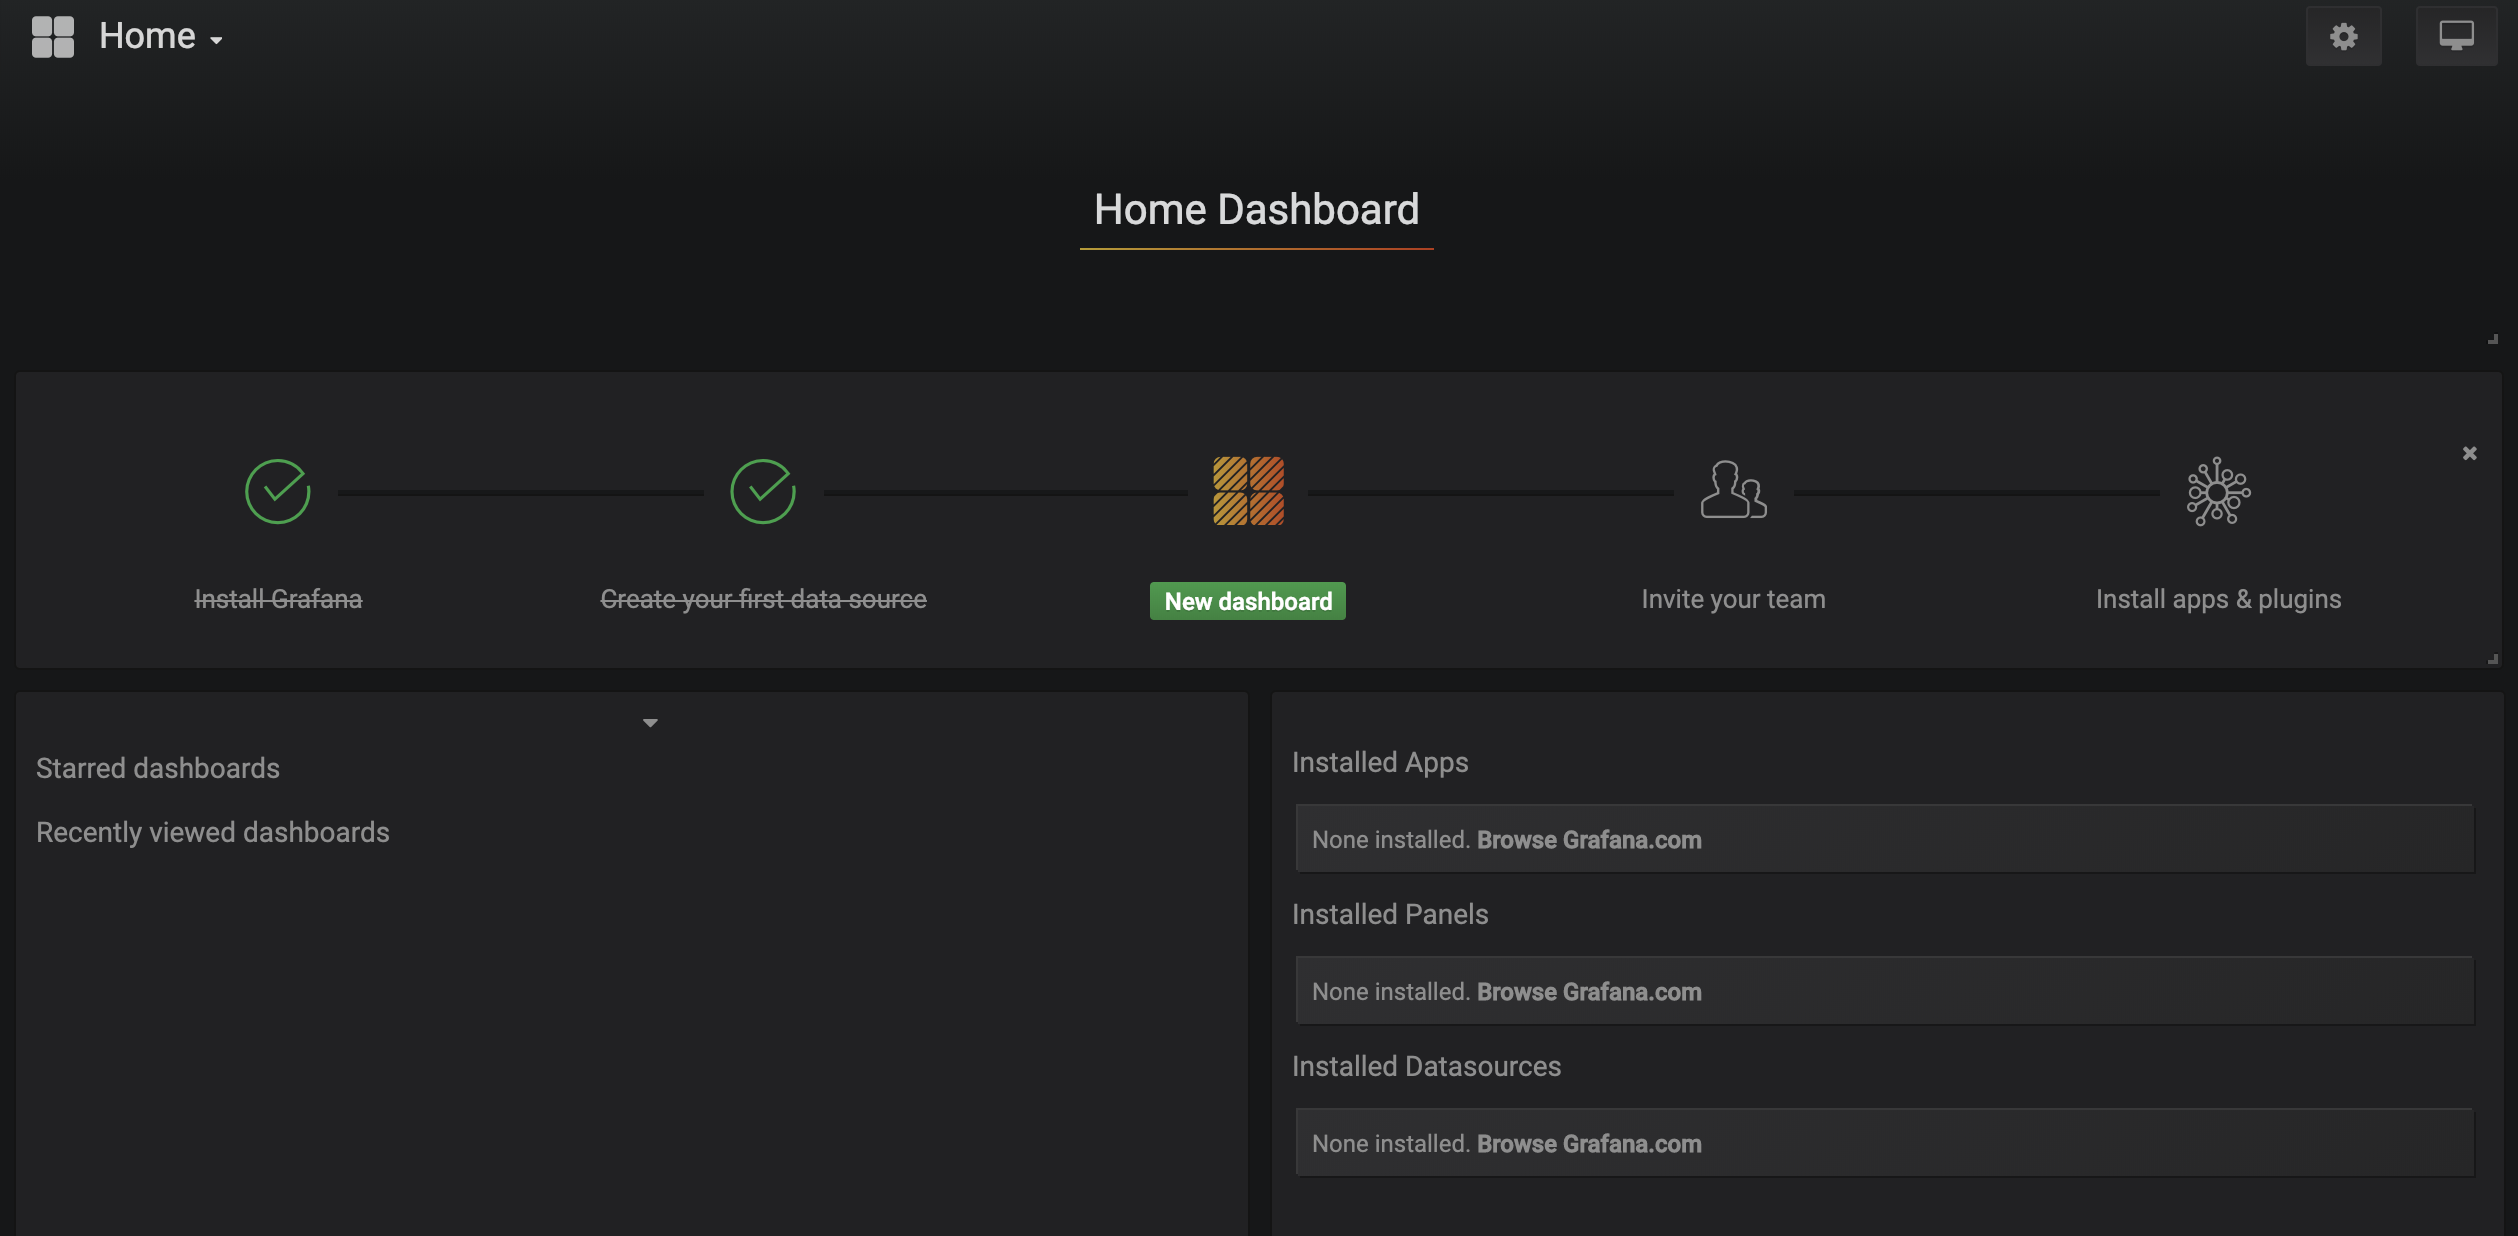 Home
Home Dashboard
Install Grafana
Create your first data source
New dashboard
Invite your team
Install apps & plugins
Starred dashboards
Recently viewed dashboards
Installed Apps
None installed. Browse Grafana.com
Installed Panels
None installed. Browse Grafana.com
Installed Datasources
None installed. Browse Grafana.com